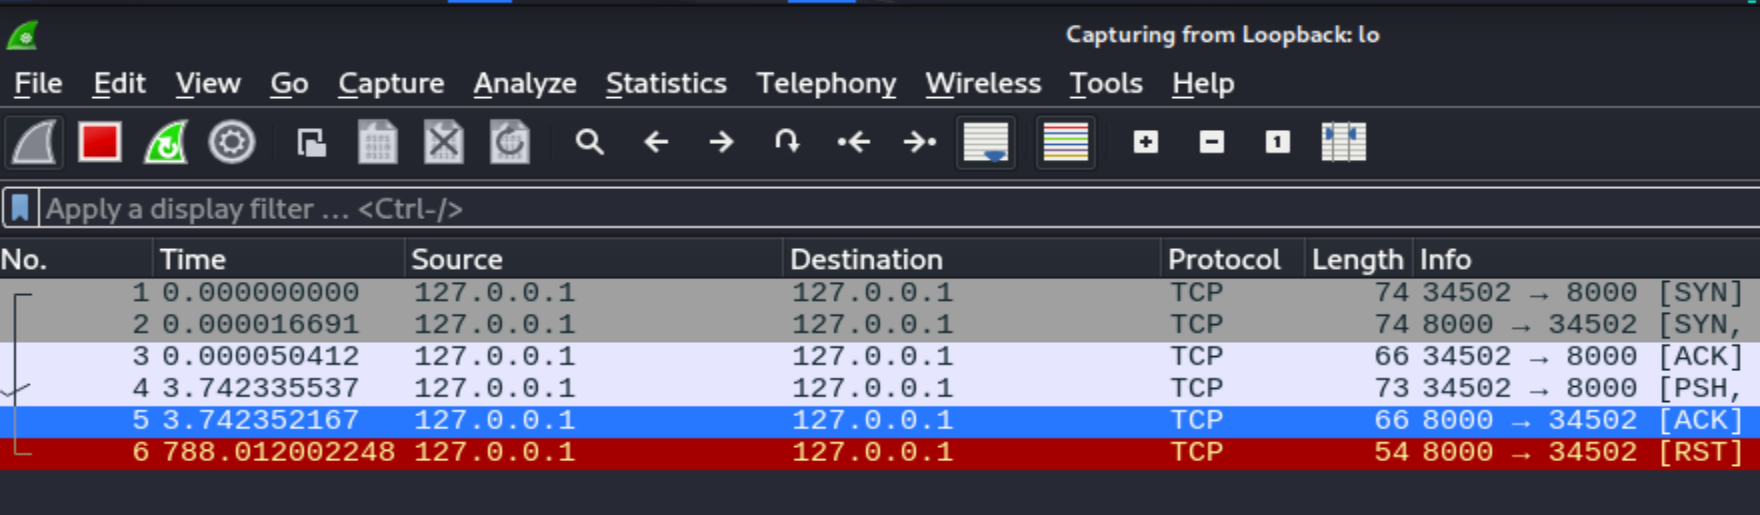 Capturing from Loopback: lo
File Edit View Go Capture Analyze Statistics Telephony Wireless Tools Help
1
Apply a display filter ... <Ctrl-/>
No. Time Source Destination Protocol Length Info
1 0.000000000 127.0.0.1 127.0.0.1 TCP 74 34502 → 8000 [SYN]
2 0.000016691 127.0.0.1 127.0.0.1 TCP 74 8000 → 34502 [SYN,
3 0.000050412 127.0.0.1 127.0.0.1 TCP 66 34502 → 8000 [ACK]
4 3.742335537 127.0.0.1 127.0.0.1 TCP 73 34502 → 8000 [PSH,
5 3.742352167 127.0.0.1 127.0.0.1 TCP 66 8000 → 34502 [ACK]
6 788.012002248 127.0.0.1 127.0.0.1 TCP 54 8000 → 34502 [RST]